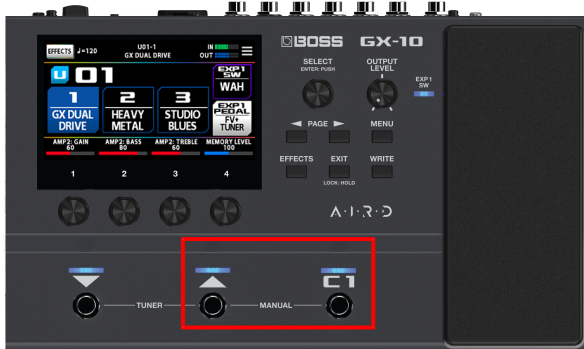 BOSS GX-10
EFFECTS ♩=120 U01-1 GX DUAL DRIVE IN OUT
U 01
EXP1 SW WAH
1 GX DUAL DRIVE
2 HEAVY METAL
3 STUDIO BLUES
EXP1 PEDAL FV+ TUNER
AMP2: GAIN 60
AMP2: BASS 80
AMP2: TREBLE 60
MEMORY LEVEL 100
1 2 3 4
SELECT
ENTER: PUSH
OUTPUT
LEVEL
EXP 1
SW
PAGE
MENU
EFFECTS EXIT WRITE
LOCK: HOLD
A·I·R·D
C1
TUNER
MANUAL